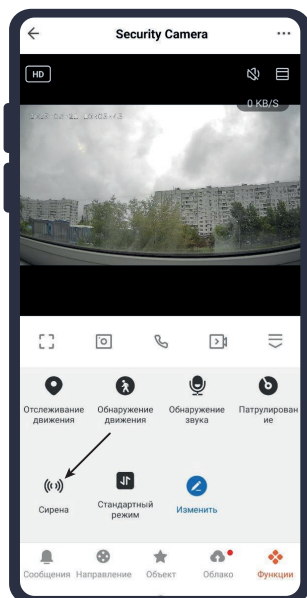 Security Camera
HD
0 KB/S
Отслеживание
движения
Обнаружение
движения
Обнаружение
звука
Патрулирован
ие
Сирена
Стандартный
режим
Изменить
Сообщения
Направление
Объект
Облако
Функции